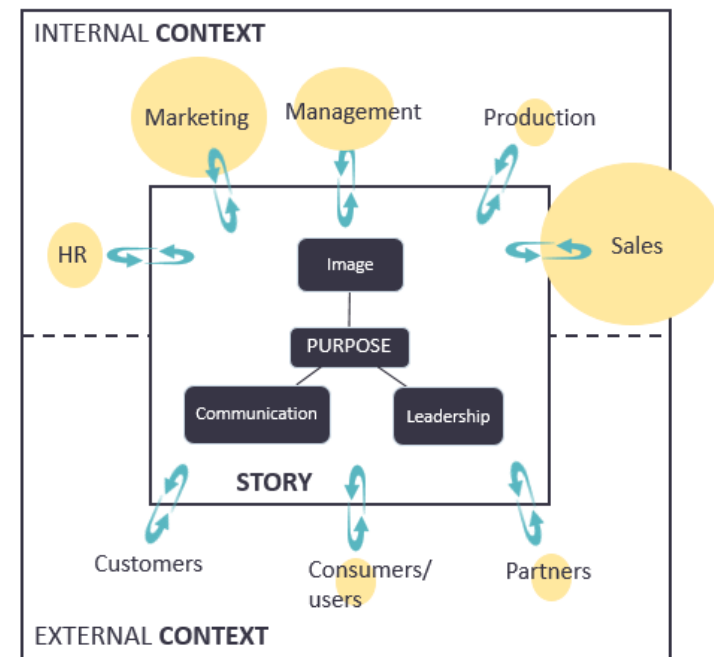 INTERNAL CONTEXT
Marketing
Management
Production
HR
Sales
Image
PURPOSE
Communication
Leadership
STORY
Customers
Consumers/
users
Partners
EXTERNAL CONTEXT